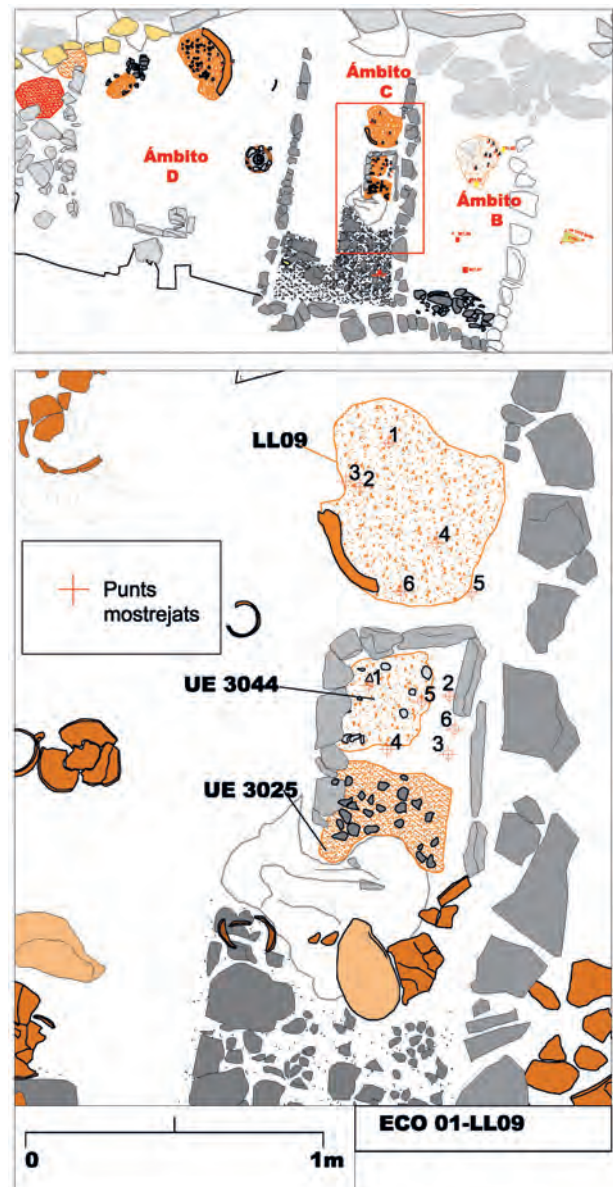 Ámbito
C
Ámbito
D
Ámbito
B
LL09
1
3 2
4
6 5
Punts
mostrejats
UE 3044
1
2
5
6
4 3
UE 3025
ECO 01-LL09
0 1m